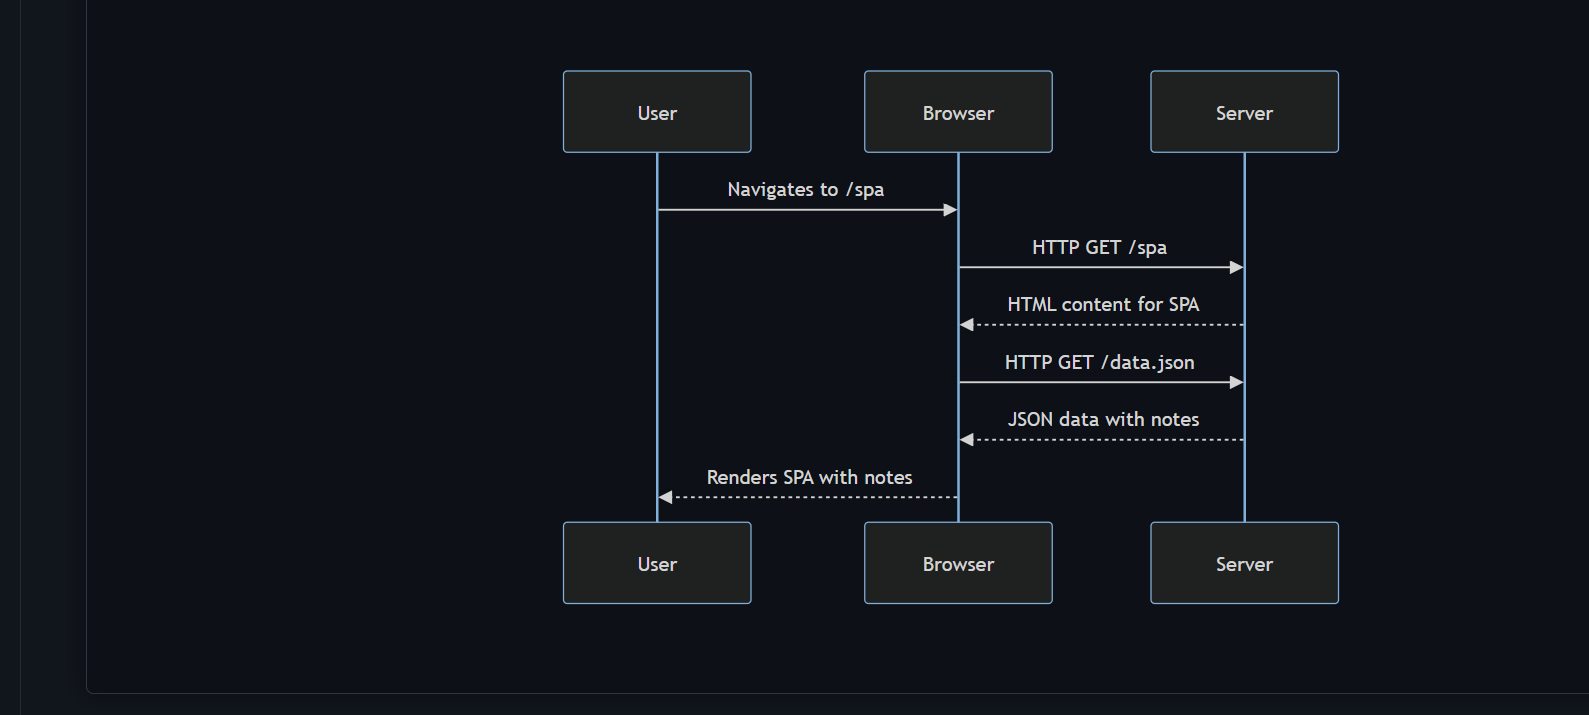 User
Browser
Server
Navigates to /spa
HTTP GET /spa
HTML content for SPA
HTTP GET /data.json
JSON data with notes
Renders SPA with notes
User
Browser
Server